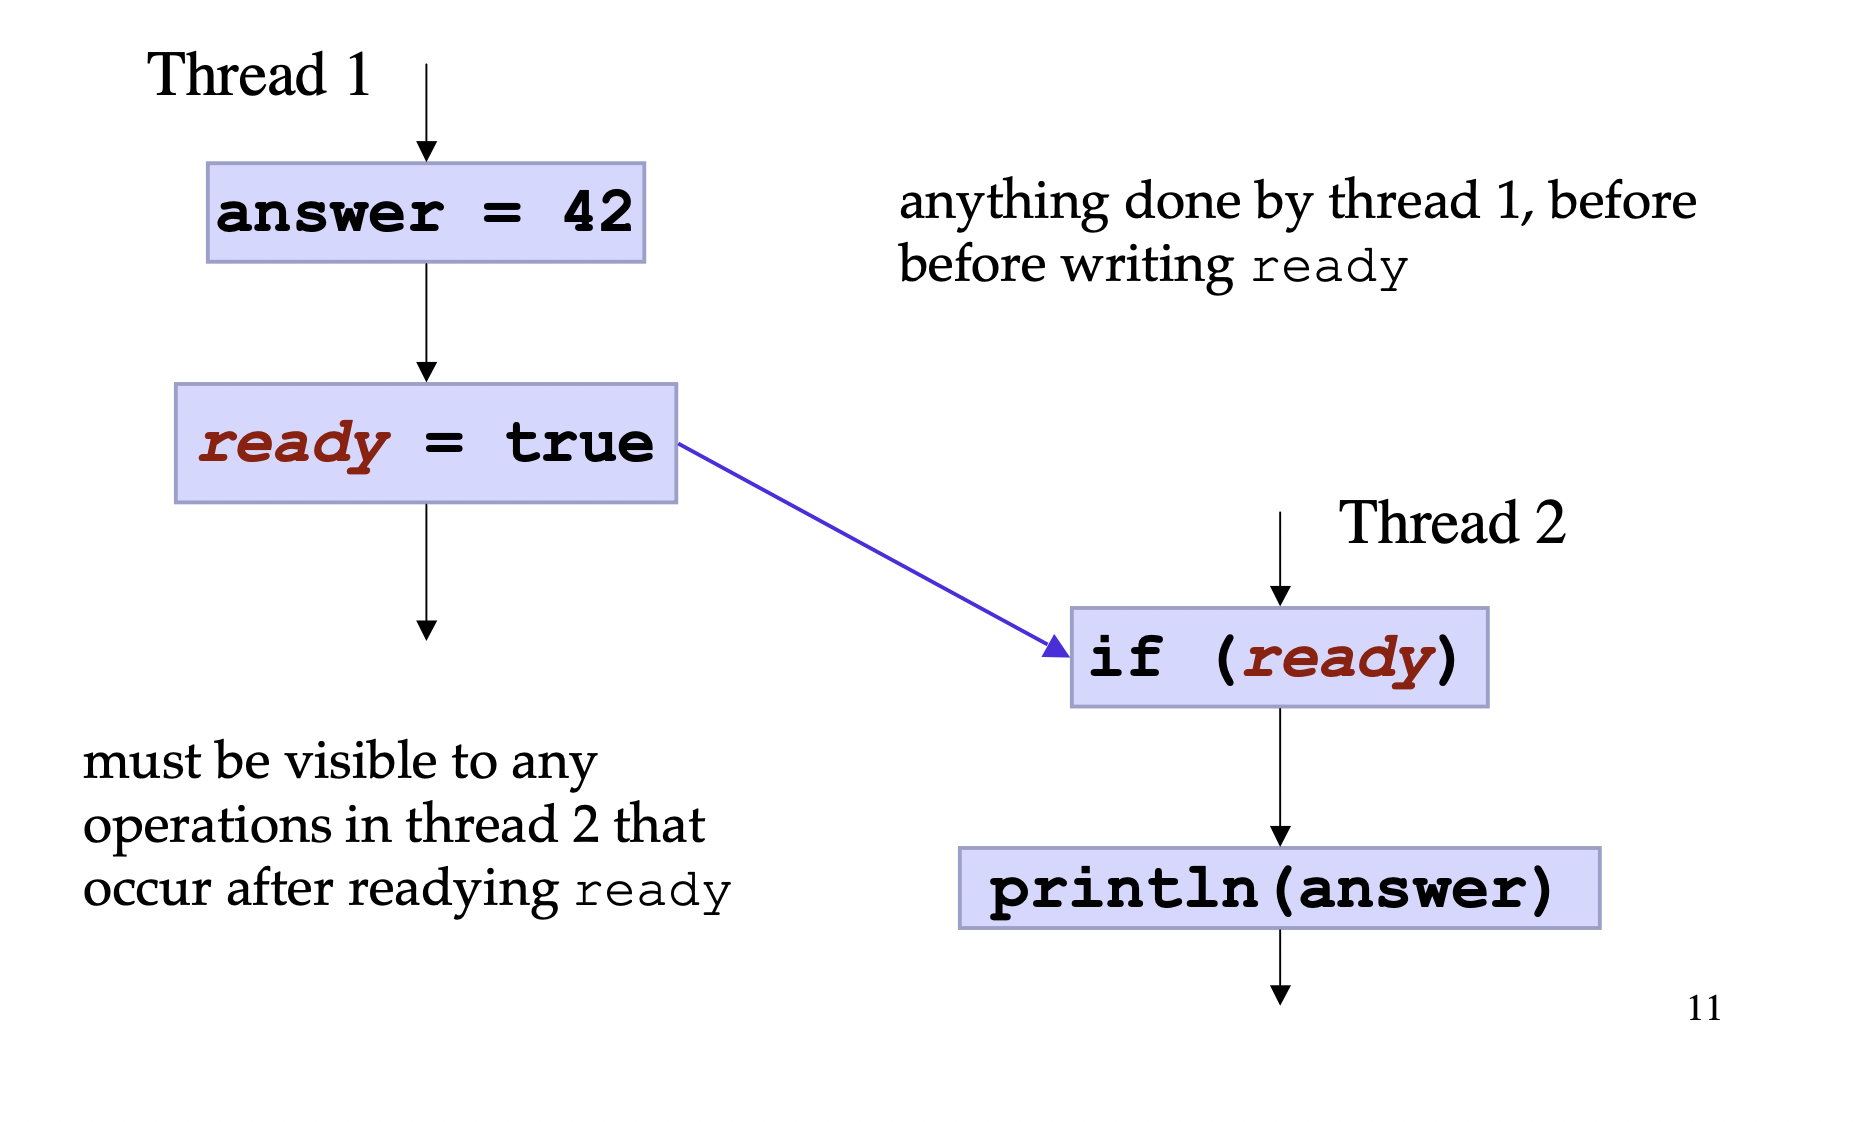 Thread 1
answer = 42
anything done by thread 1, before
before writing ready
ready = true
Thread 2
if (ready)
must be visible to any
operations in thread 2 that
occur after readying ready
println(answer)
11